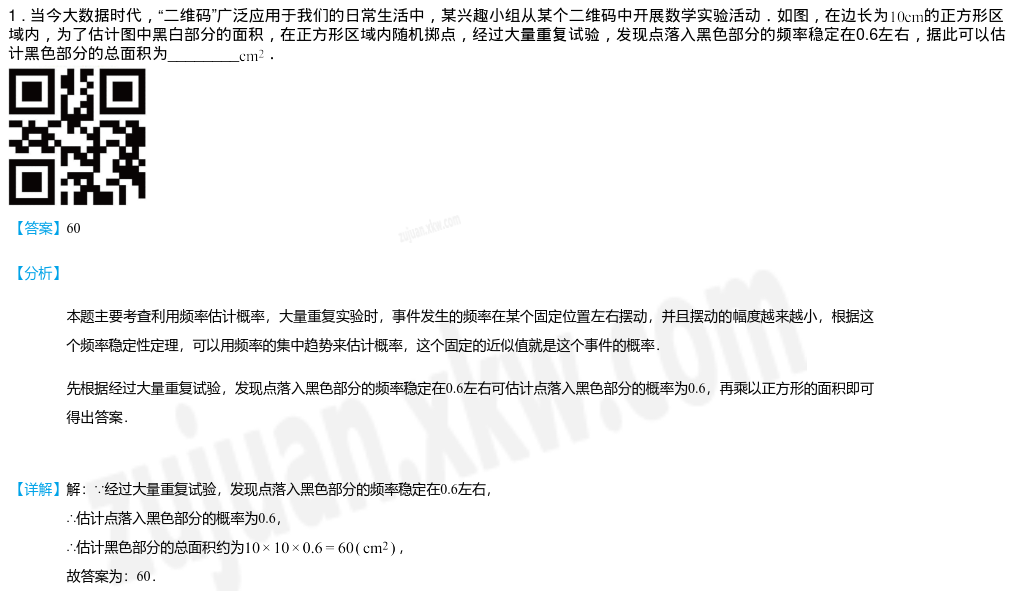 1．当今大数据时代，“二维码”广泛应用于我们的日常生活中，某兴趣小组从某个二维码中开展数学实验活动．如图，在边长为10cm的正方形区
域内，为了估计图中黑白部分的面积，在正方形区域内随机掷点，经过大量重复试验，发现点落入黑色部分的频率稳定在0.6左右，据此可以估
计黑色部分的总面积为_________cm²．
【答案】60
zujuan.xkw.com
【分析】
本题主要考查利用频率估计概率，大量重复实验时，事件发生的频率在某个固定位置左右摆动，并且摆动的幅度越来越小，根据这
个频率稳定性定理，可以用频率的集中趋势来估计概率，这个固定的近似值就是这个事件的概率．
先根据经过大量重复试验，发现点落入黑色部分的频率稳定在0.6左右可估计点落入黑色部分的概率为0.6，再乘以正方形的面积即可
得出答案．
zujuan.xkw.com
【详解】解：∵经过大量重复试验，发现点落入黑色部分的频率稳定在0.6左右，
∴估计点落入黑色部分的概率为0.6，
∴估计黑色部分的总面积约为10×10×0.6=60(cm²)，
故答案为：60．